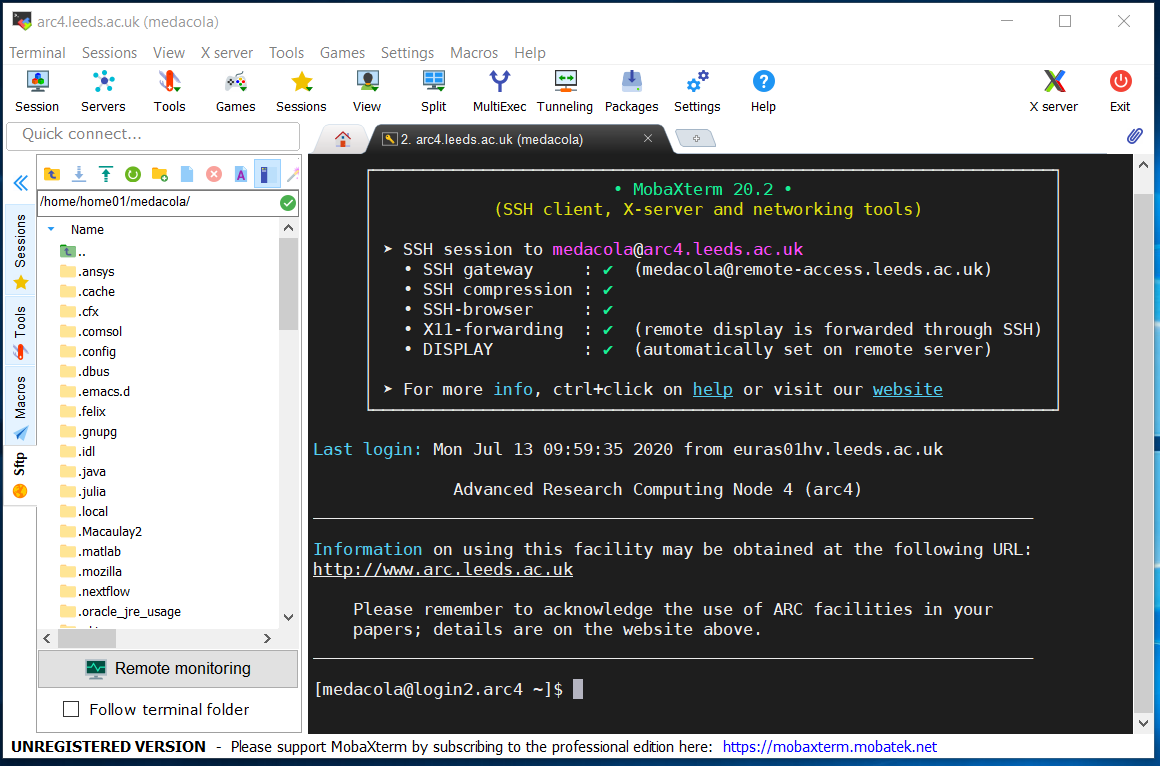 arc4.leeds.ac.uk (medacola)
Terminal Sessions View X server Tools Games Settings Macros Help
Session Servers Tools Games Sessions View Split MultiExec Tunneling Packages Settings Help X server Exit
Quick connect...
2. arc4.leeds.ac.uk (medacola)
/home/home01/medacola/
Sessions
Tools
Macros
Sftp
Name
..
.ansys
.cache
.cfx
.comsol
.config
.dbus
.emacs.d
.felix
.gnupg
.idl
.java
.julia
.local
.Macaulay2
.matlab
.mozilla
.nextflow
.oracle_jre_usage
Remote monitoring
Follow terminal folder
• MobaXterm 20.2 •
(SSH client, X-server and networking tools)
➤ SSH session to medacola@arc4.leeds.ac.uk
• SSH gateway : ✔ (medacola@remote-access.leeds.ac.uk)
• SSH compression : ✔
• SSH-browser : ✔
• X11-forwarding : ✔ (remote display is forwarded through SSH)
• DISPLAY : ✔ (automatically set on remote server)
➤ For more info, ctrl+click on help or visit our website
Last login: Mon Jul 13 09:59:35 2020 from euras01hv.leeds.ac.uk
Advanced Research Computing Node 4 (arc4)
Information on using this facility may be obtained at the following URL:
http://www.arc.leeds.ac.uk
Please remember to acknowledge the use of ARC facilities in your
papers; details are on the website above.
[medacola@login2.arc4 ~]$
UNREGISTERED VERSION - Please support MobaXterm by subscribing to the professional edition here: https://mobaxterm.mobatek.net